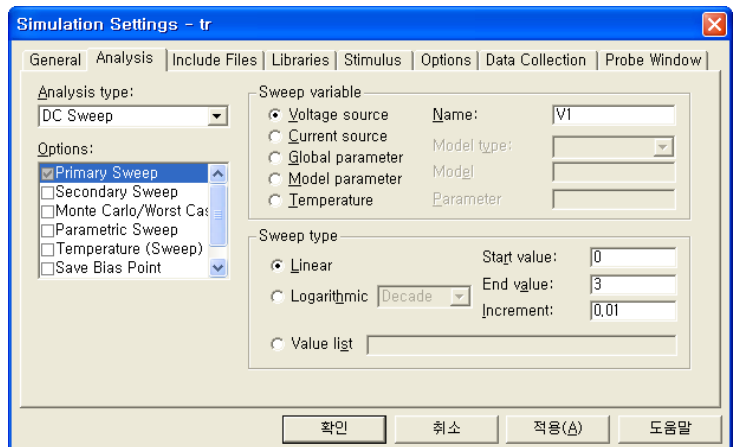 Simulation Settings - tr
General Analysis Include Files Libraries Stimulus Options Data Collection Probe Window
Analysis type:
DC Sweep
Options:
Primary Sweep
Secondary Sweep
Monte Carlo/Worst Cas
Parametric Sweep
Temperature (Sweep)
Save Bias Point
Sweep variable
Voltage source
Current source
Global parameter
Model parameter
Temperature
Name: V1
Model type:
Model
Parameter
Sweep type
Linear
Logarithmic Decade
Value list
Start value: 0
End value: 3
Increment: 0,01
확인 취소 적용(A) 도움말